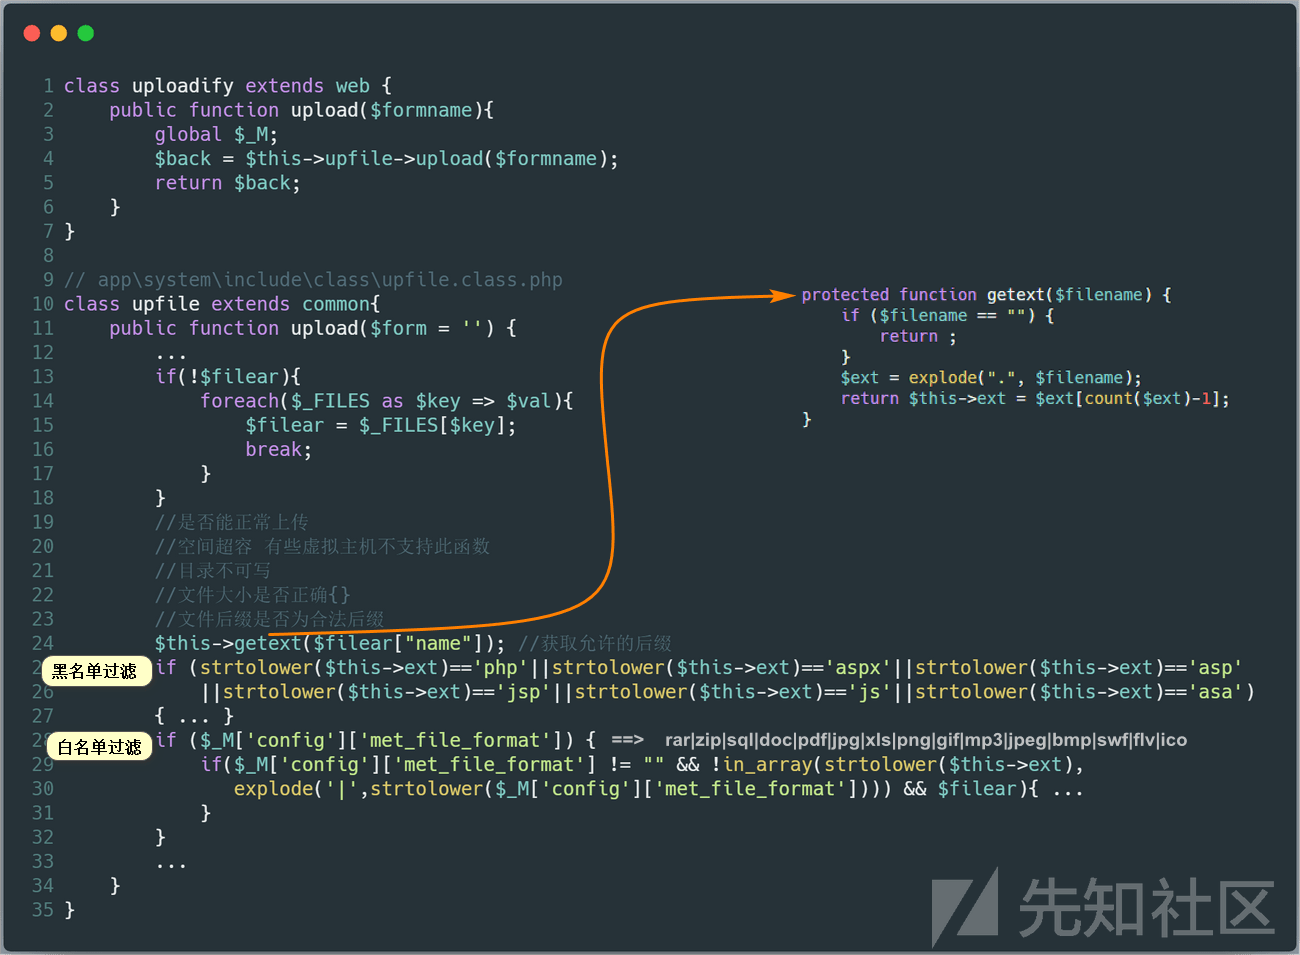 1 class uploadify extends web {
2 public function upload($formname){
3 global $_M;
4 $back = $this->upfile->upload($formname);
5 return $back;
6 }
7 }
8
9 // app\system\include\class\upfile.class.php
10 class upfile extends common{
11 public function upload($form = '') {
12 ...
13 if(!$filear){
14 foreach($_FILES as $key => $val){
15 $filear = $_FILES[$key];
16 break;
17 }
18 }
19 //是否能正常上传
20 //空间超容 有些虚拟主机不支持此函数
21 //目录不可写
22 //文件大小是否正确{}
23 //文件后缀是否为合法后缀
24 $this->getext($filear["name"]); //获取允许的后缀
黑名单过滤 if (strtolower($this->ext)=='php'||strtolower($this->ext)=='aspx'||strtolower($this->ext)=='asp'
26 ||strtolower($this->ext)=='jsp'||strtolower($this->ext)=='js'||strtolower($this->ext)=='asa')
27 { ... }
白名单过滤 if ($_M['config']['met_file_format']) { ==> rar|zip|sql|doc|pdf|jpg|xls|png|gif|mp3|jpeg|bmp|swf|flv|ico
29 if($_M['config']['met_file_format'] != "" && !in_array(strtolower($this->ext),
30 explode('|',strtolower($_M['config']['met_file_format']))) && $filear){ ...
31 }
32 }
33 ...
34 }
35 }
protected function getext($filename) {
if ($filename == "") {
return ;
}
$ext = explode(".", $filename);
return $this->ext = $ext[count($ext)-1];
}
先知社区